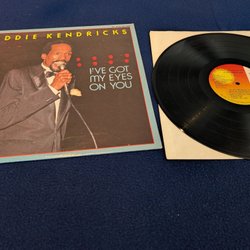 DDIE KENDRICKS
I'VE GOT
MY EYES
ON YOU